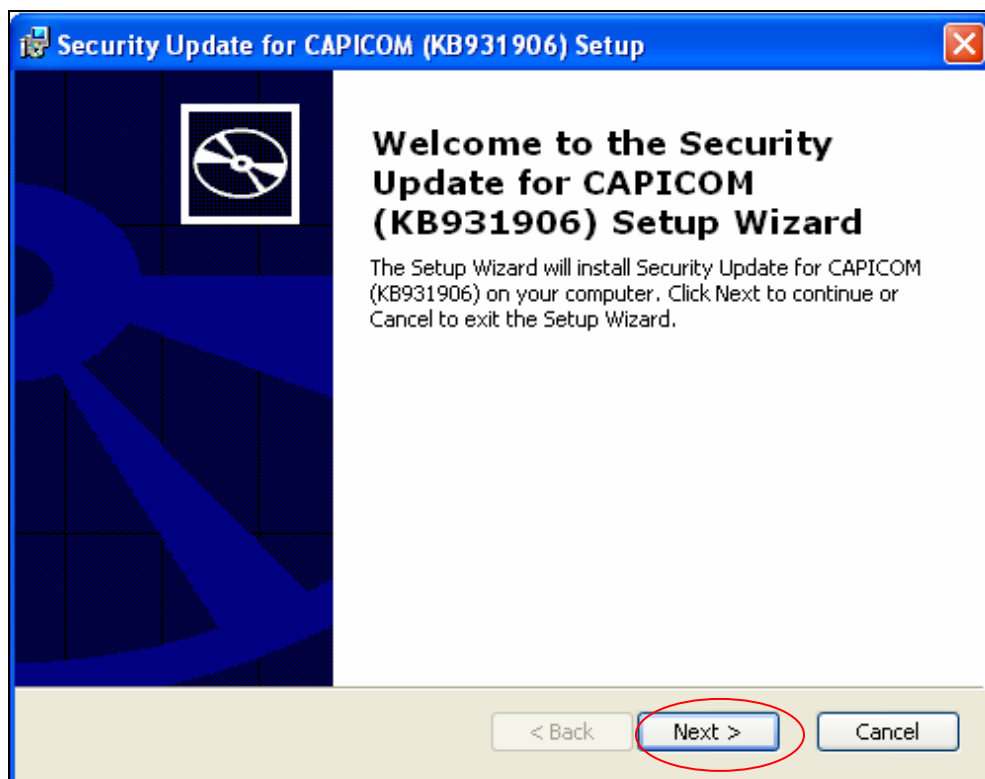 Security Update for CAPICOM (KB931906) Setup
Welcome to the Security
Update for CAPICOM
(KB931906) Setup Wizard
The Setup Wizard will install Security Update for CAPICOM
(KB931906) on your computer. Click Next to continue or
Cancel to exit the Setup Wizard.
< Back Next > Cancel